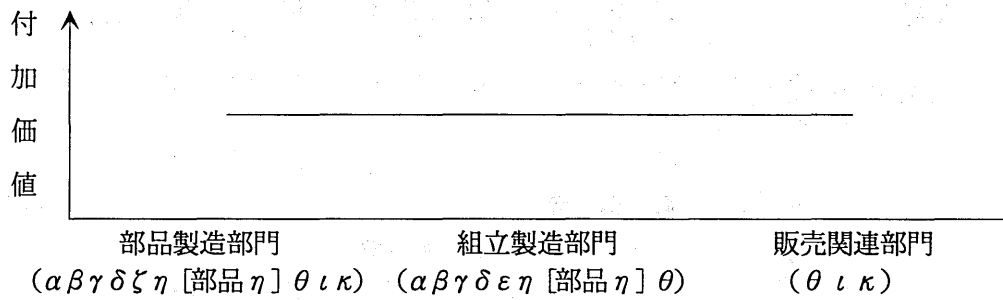 付加価値
部品製造部門 組立製造部門 販売関連部門
(αβγδζη [部品η] θικ) (αβγδεη [部品η] θ) (θικ)